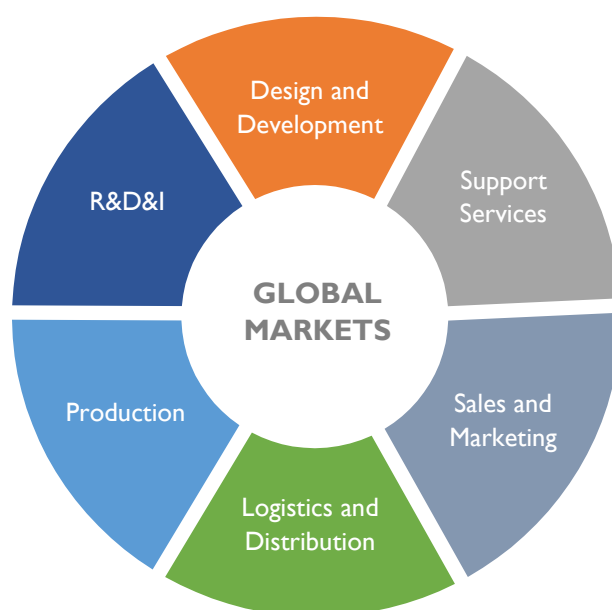 Design and
Development
Support
Services
R&D&I
GLOBAL
MARKETS
Production
Sales and
Marketing
Logistics and
Distribution